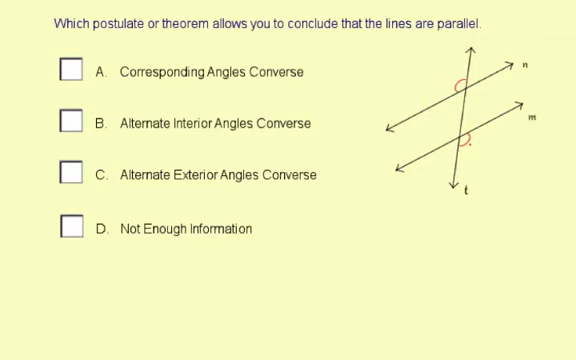 Which postulate or theorem allows you to conclude that the lines are parallel.
A. Corresponding Angles Converse
B. Alternate Interior Angles Converse
C. Alternate Exterior Angles Converse
D. Not Enough Information
n
m
t